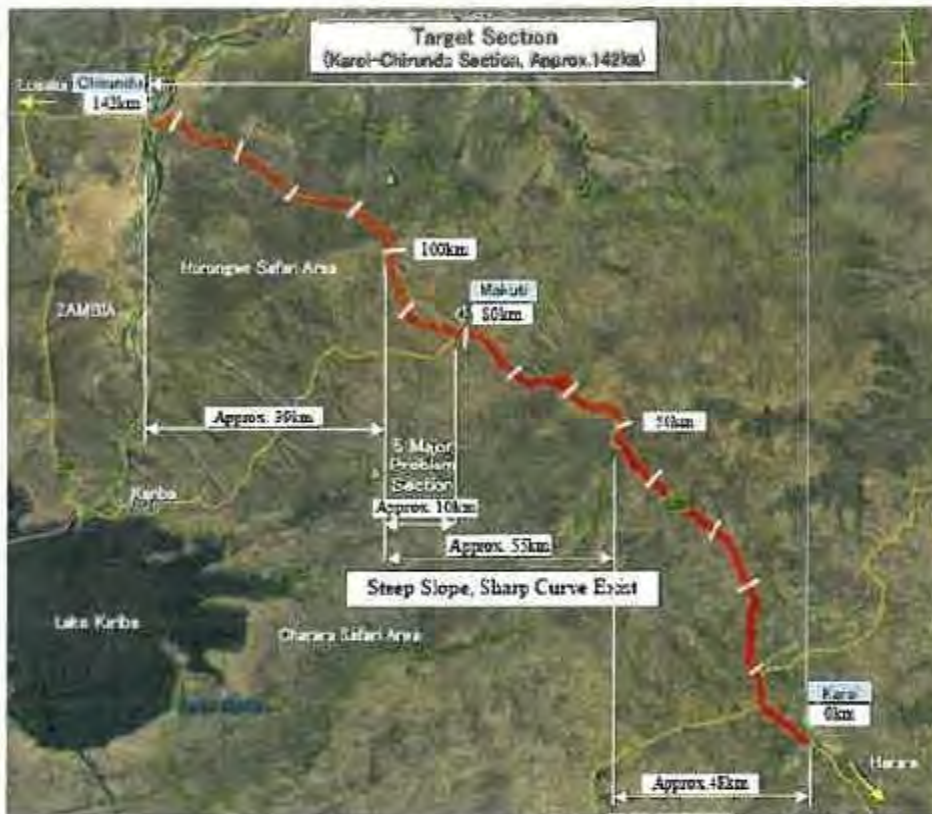 Target Section
(Karoi-Chirundu Section, Approx.142km)
Lusaka
Chirundu
142km
100km
Hurungwe Safari Area
Makuti
80km
ZAMBIA
Approx. 39km
50km
5 Major
Problem
Section
Kariba
Approx. 10km
Approx. 55km
Steep Slope, Sharp Curve Exist
Lake Kariba
Charara Safari Area
Karoi
0km
Harare
Approx.48km